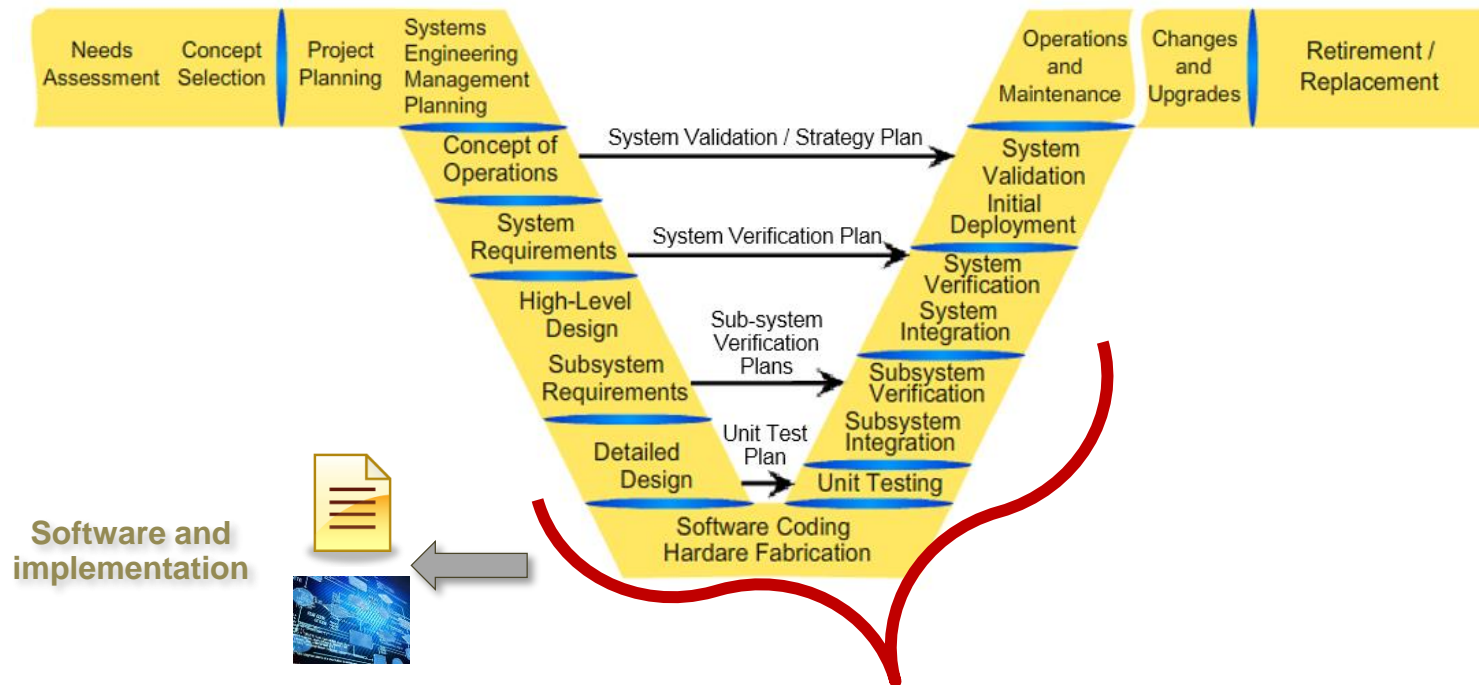 Needs
Assessment
Concept
Selection
Project
Planning
Systems
Engineering
Management
Planning
Operations
and
Maintenance
Changes
and
Upgrades
Retirement /
Replacement
Concept of
Operations
System Validation / Strategy Plan
System
Validation
Initial
Deployment
System
Requirements
System Verification Plan
System
Verification
System
Integration
High-Level
Design
Subsystem
Requirements
Sub-system
Verification
Plans
Subsystem
Verification
Subsystem
Integration
Detailed
Design
Unit Test
Plan
Unit Testing
Software Coding
Hardare Fabrication
Software and
implementation